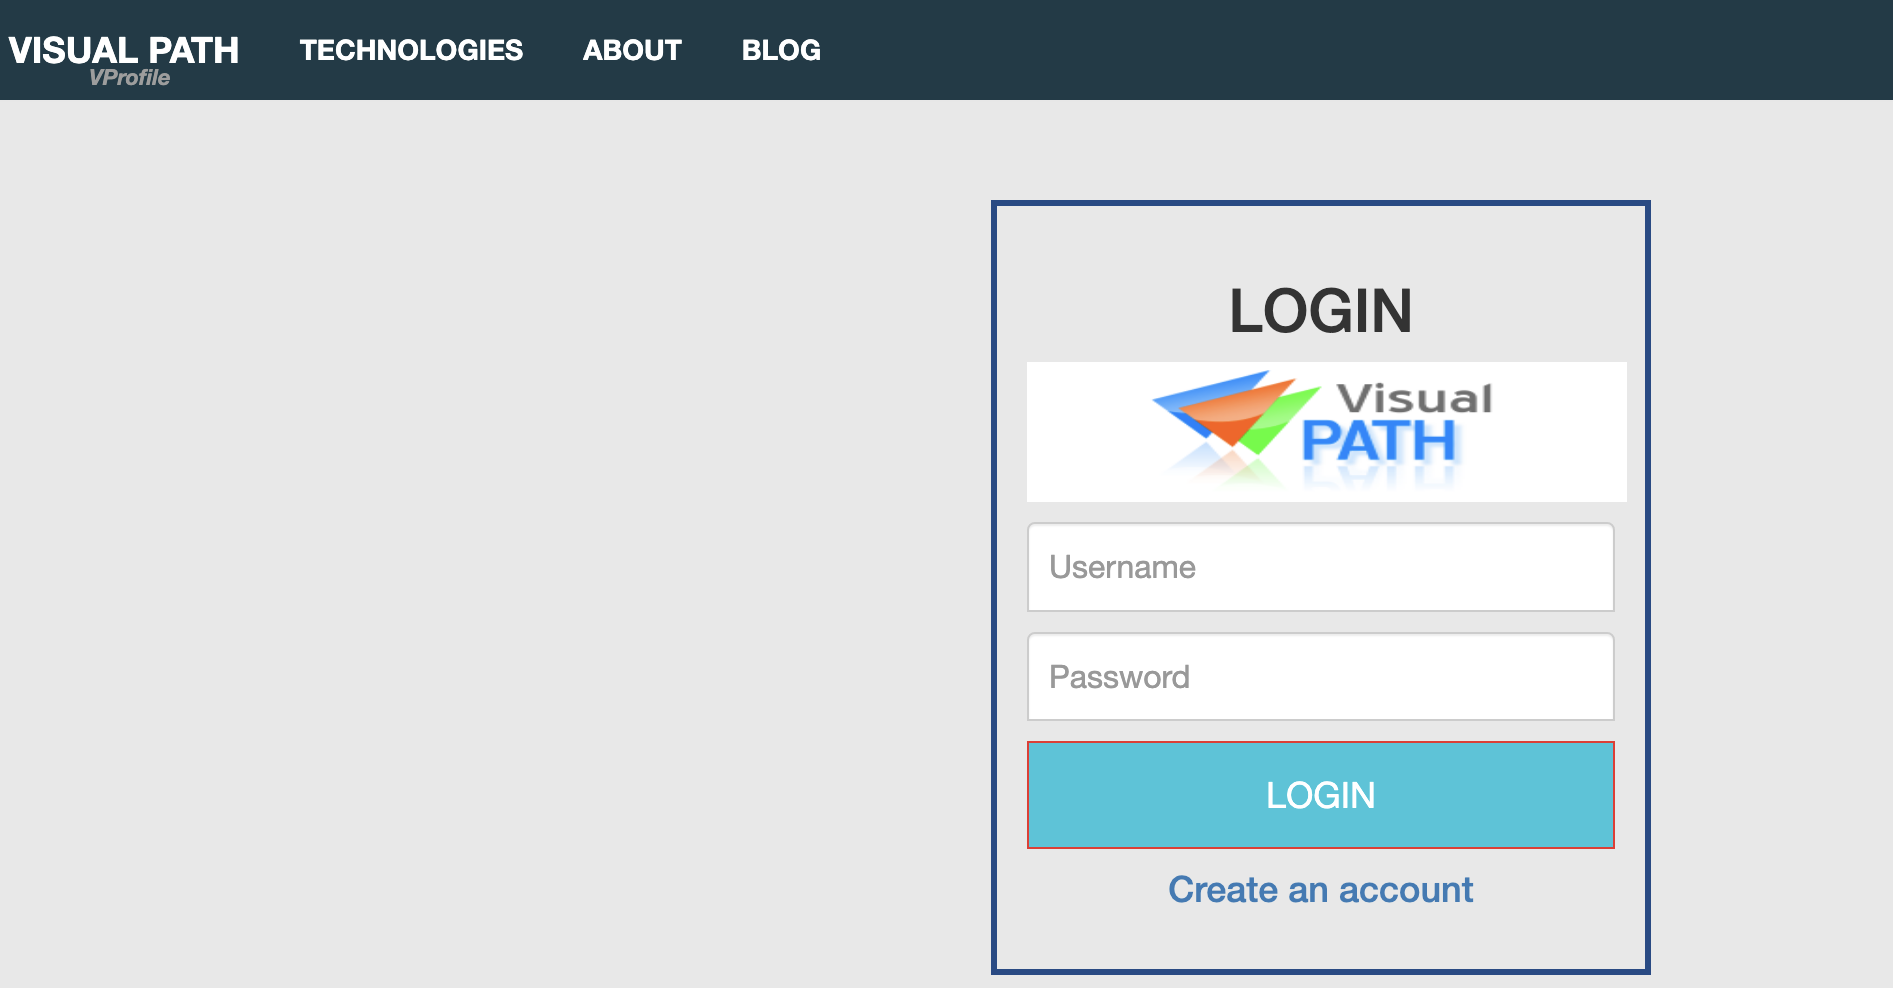 VISUAL PATH
VProfile
TECHNOLOGIES
ABOUT
BLOG
LOGIN
Visual
PATH
Username
Password
LOGIN
Create an account